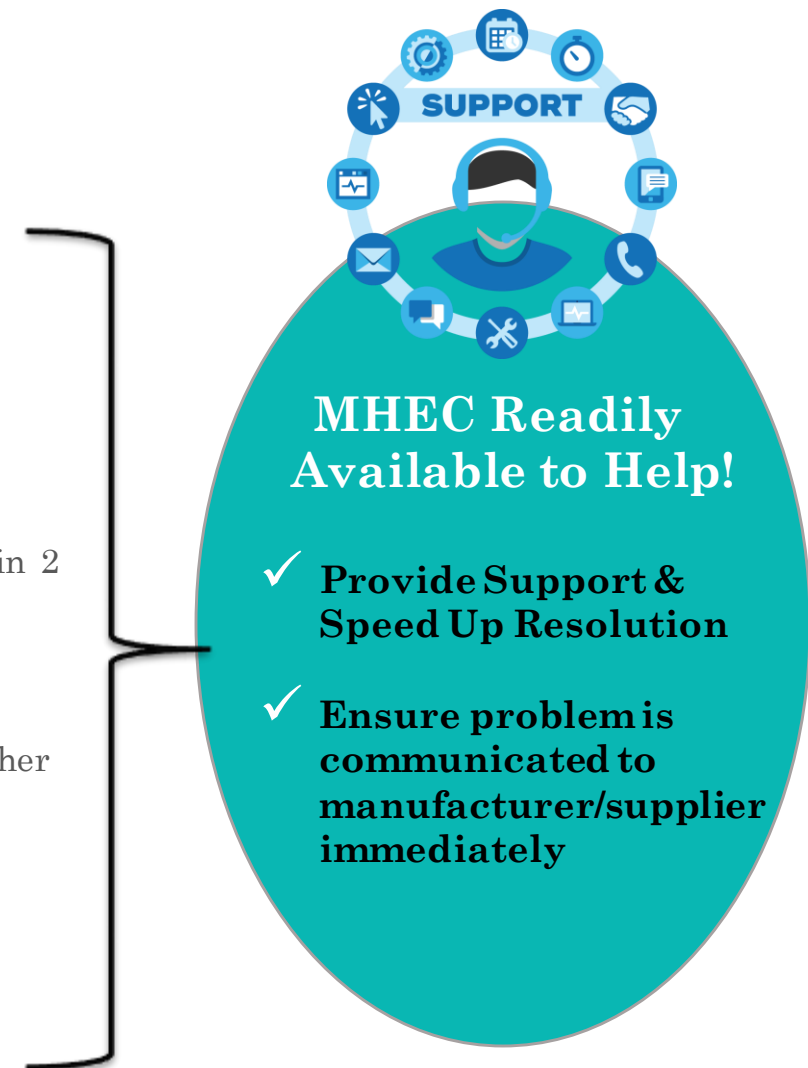 SUPPORT
MHEC Readily
Available to Help!
in 2
✓ Provide Support &
Speed Up Resolution
✓ Ensure problem is
communicated to
manufacturer/supplier
immediately
her